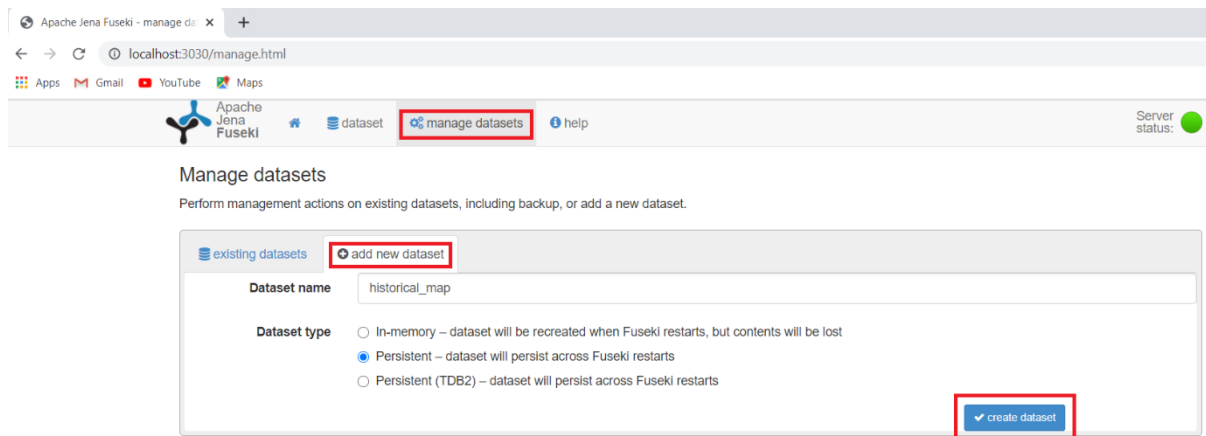 Apache Jena Fuseki - manage da
localhost:3030/manage.html
Apps Gmail YouTube Maps
Apache
Jena
Fuseki
dataset manage datasets help
Server
status:
Manage datasets
Perform management actions on existing datasets, including backup, or add a new dataset.
existing datasets add new dataset
Dataset name historical_map
Dataset type In-memory – dataset will be recreated when Fuseki restarts, but contents will be lost
Persistent – dataset will persist across Fuseki restarts
Persistent (TDB2) – dataset will persist across Fuseki restarts
create dataset